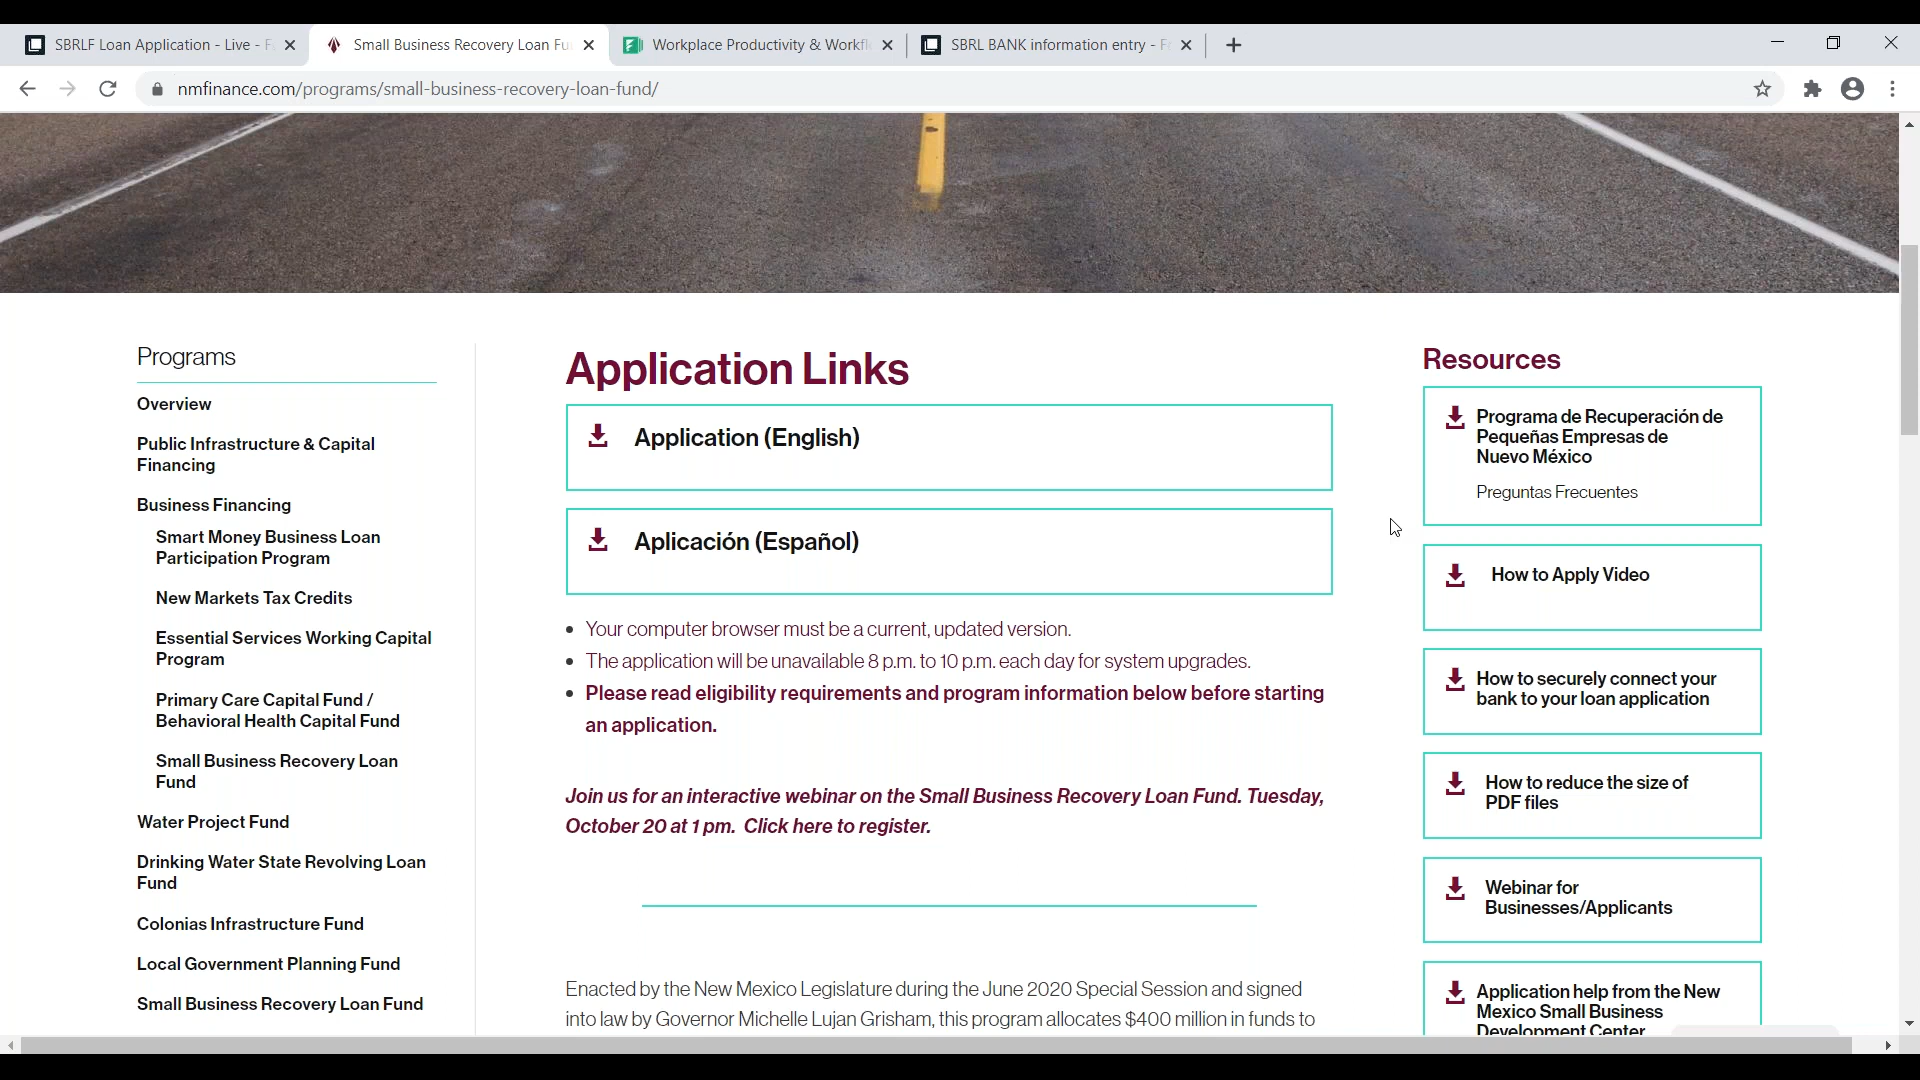 SBRLF Loan Application - Live - F
Small Business Recovery Loan Fu
Workplace Productivity & Workfl
SBRL BANK information entry - Fr
nmfinance.com/programs/small-business-recovery-loan-fund/
Programs
Overview
Public Infrastructure & Capital
Financing
Business Financing
Smart Money Business Loan
Participation Program
New Markets Tax Credits
Essential Services Working Capital
Program
Primary Care Capital Fund /
Behavioral Health Capital Fund
Small Business Recovery Loan
Fund
Water Project Fund
Drinking Water State Revolving Loan
Fund
Colonias Infrastructure Fund
Local Government Planning Fund
Small Business Recovery Loan Fund
Application Links
Application (English)
Aplicación (Español)
• Your computer browser must be a current, updated version.
• The application will be unavailable 8 p.m. to 10 p.m. each day for system upgrades.
• Please read eligibility requirements and program information below before starting
an application.
Join us for an interactive webinar on the Small Business Recovery Loan Fund. Tuesday,
October 20 at 1 pm. Click here to register.
Enacted by the New Mexico Legislature during the June 2020 Special Session and signed
into law by Governor Michelle Lujan Grisham, this program allocates $400 million in funds to
Resources
Programa de Recuperación de
Pequeñas Empresas de
Nuevo México
Preguntas Frecuentes
How to Apply Video
How to securely connect your
bank to your loan application
How to reduce the size of
PDF files
Webinar for
Businesses/Applicants
Application help from the New
Mexico Small Business
Development Center